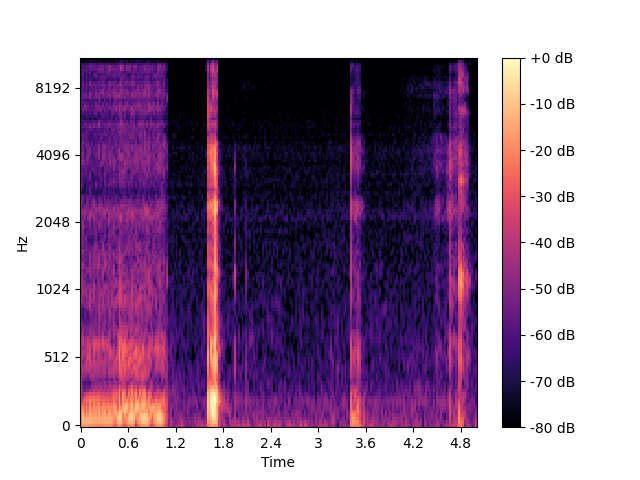 Hz
8192
4096
2048
1024
512
0
0 0.6 1.2 1.8 2.4 3 3.6 4.2 4.8
Time
+0 dB
-10 dB
-20 dB
-30 dB
-40 dB
-50 dB
-60 dB
-70 dB
-80 dB